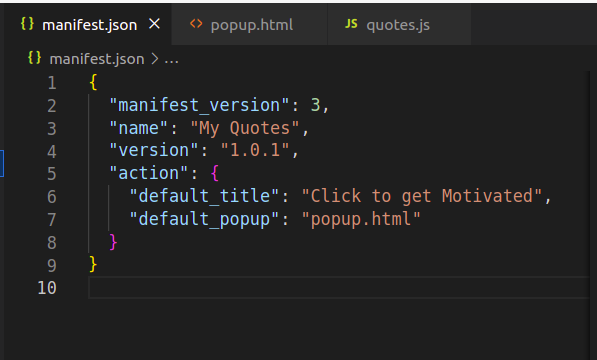 {} manifest.json × <> popup.html JS quotes.js
{} manifest.json > ...
1 {
2 "manifest_version": 3,
3 "name": "My Quotes",
4 "version": "1.0.1",
5 "action": {
6 "default_title": "Click to get Motivated",
7 "default_popup": "popup.html"
8 }
9 }
10